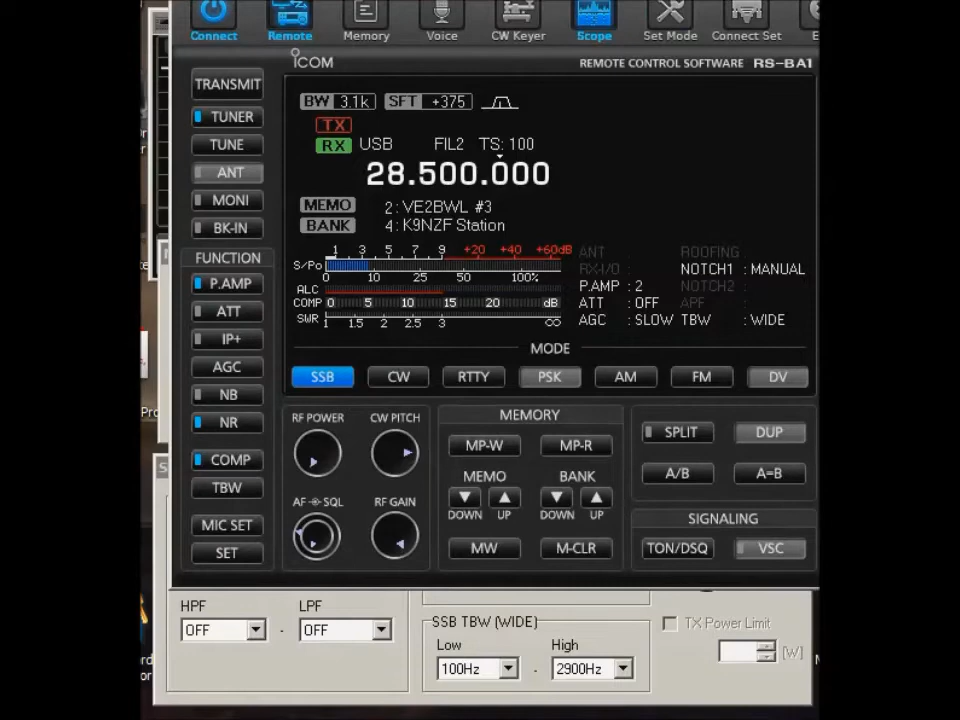 Connect Remote Memory Voice CW Keyer Scope Set Mode Connect Set
ICOM REMOTE CONTROL SOFTWARE RS-BA1
TRANSMIT
TUNER
TUNE
ANT
MONI
BK-IN
FUNCTION
P.AMP
ATT
IP+
AGC
NB
NR
COMP
TBW
MIC SET
SET
BW 3.1k SFT +375
TX
RX USB FIL2 TS: 100
28.500.000
MEMO 2: VE2BWL #3
BANK 4: K9NZF Station
1 3 5 7 9 +20 +40 +60dB
S/Po
0 10 25 50 100%
ALC
COMP 0 5 10 15 20 dB
SWR
1 1.5 2 2.5 3 ∞
ANT ROOFING
RX-I/O : NOTCH1 : MANUAL
P.AMP : 2 NOTCH2 :
ATT : OFF APF :
AGC : SLOW TBW : WIDE
MODE
SSB CW RTTY PSK AM FM DV
RF POWER CW PITCH
AF SQL RF GAIN
MEMORY
MP-W MP-R
MEMO BANK
DOWN UP DOWN UP
MW M-CLR
SPLIT DUP
A/B A=B
SIGNALING
TON/DSQ VSC
HPF LPF
OFF - OFF
SSB TBW (WIDE)
Low High
100Hz - 2900Hz
TX Power Limit
[W]